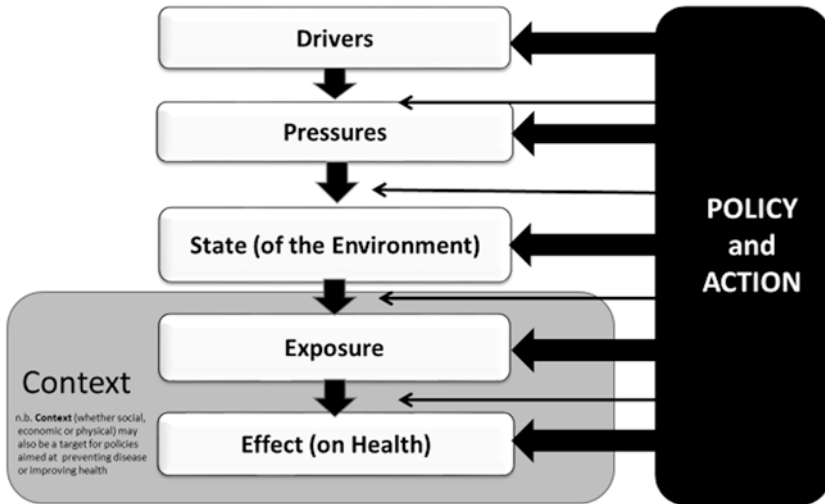 Drivers
Pressures
State (of the Environment)
Exposure
Effect (on Health)
Context
n.b. Context (whether social,
economic or physical) may
also be a target for policies
aimed at preventing disease
or improving health
POLICY
and
ACTION